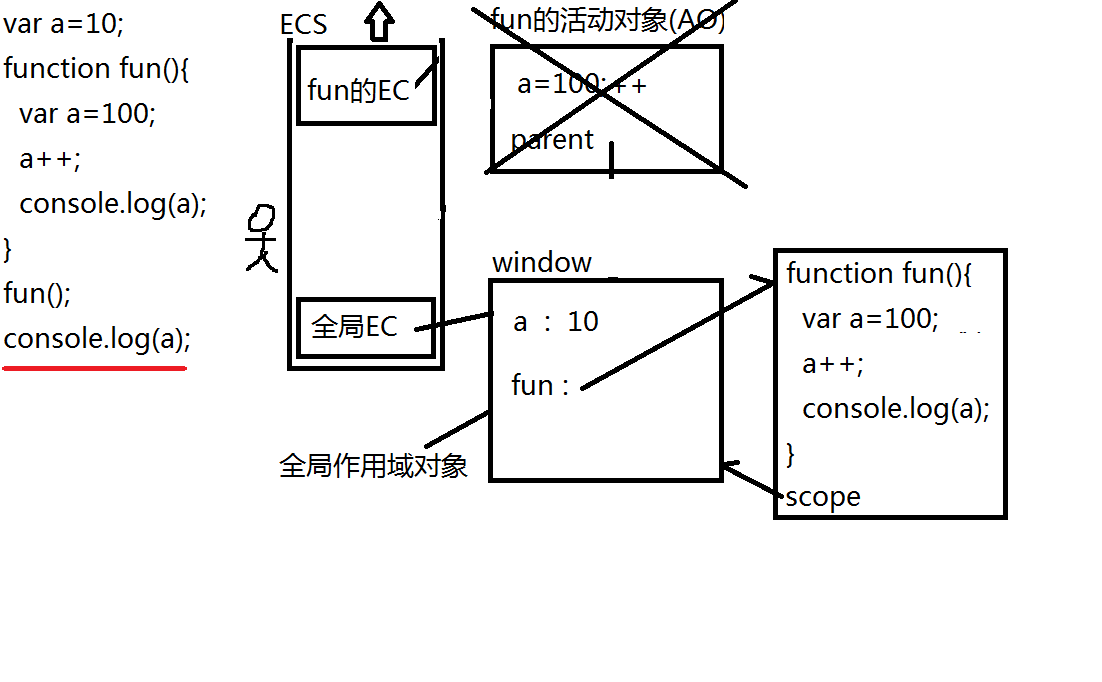 var a=10;
function fun(){
var a=100;
a++;
console.log(a);
}
fun();
console.log(a);
ECS
fun的EC
全局EC
全局作用域对象
fun的活动对象(AO)
a=100;++
parent
window
a : 10
fun :
function fun(){
var a=100;
a++;
console.log(a);
}
scope